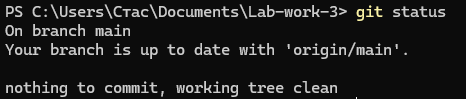 PS C:\Users\Стас\Documents\Lab-work-3> git status
On branch main
Your branch is up to date with 'origin/main'.
nothing to commit, working tree clean